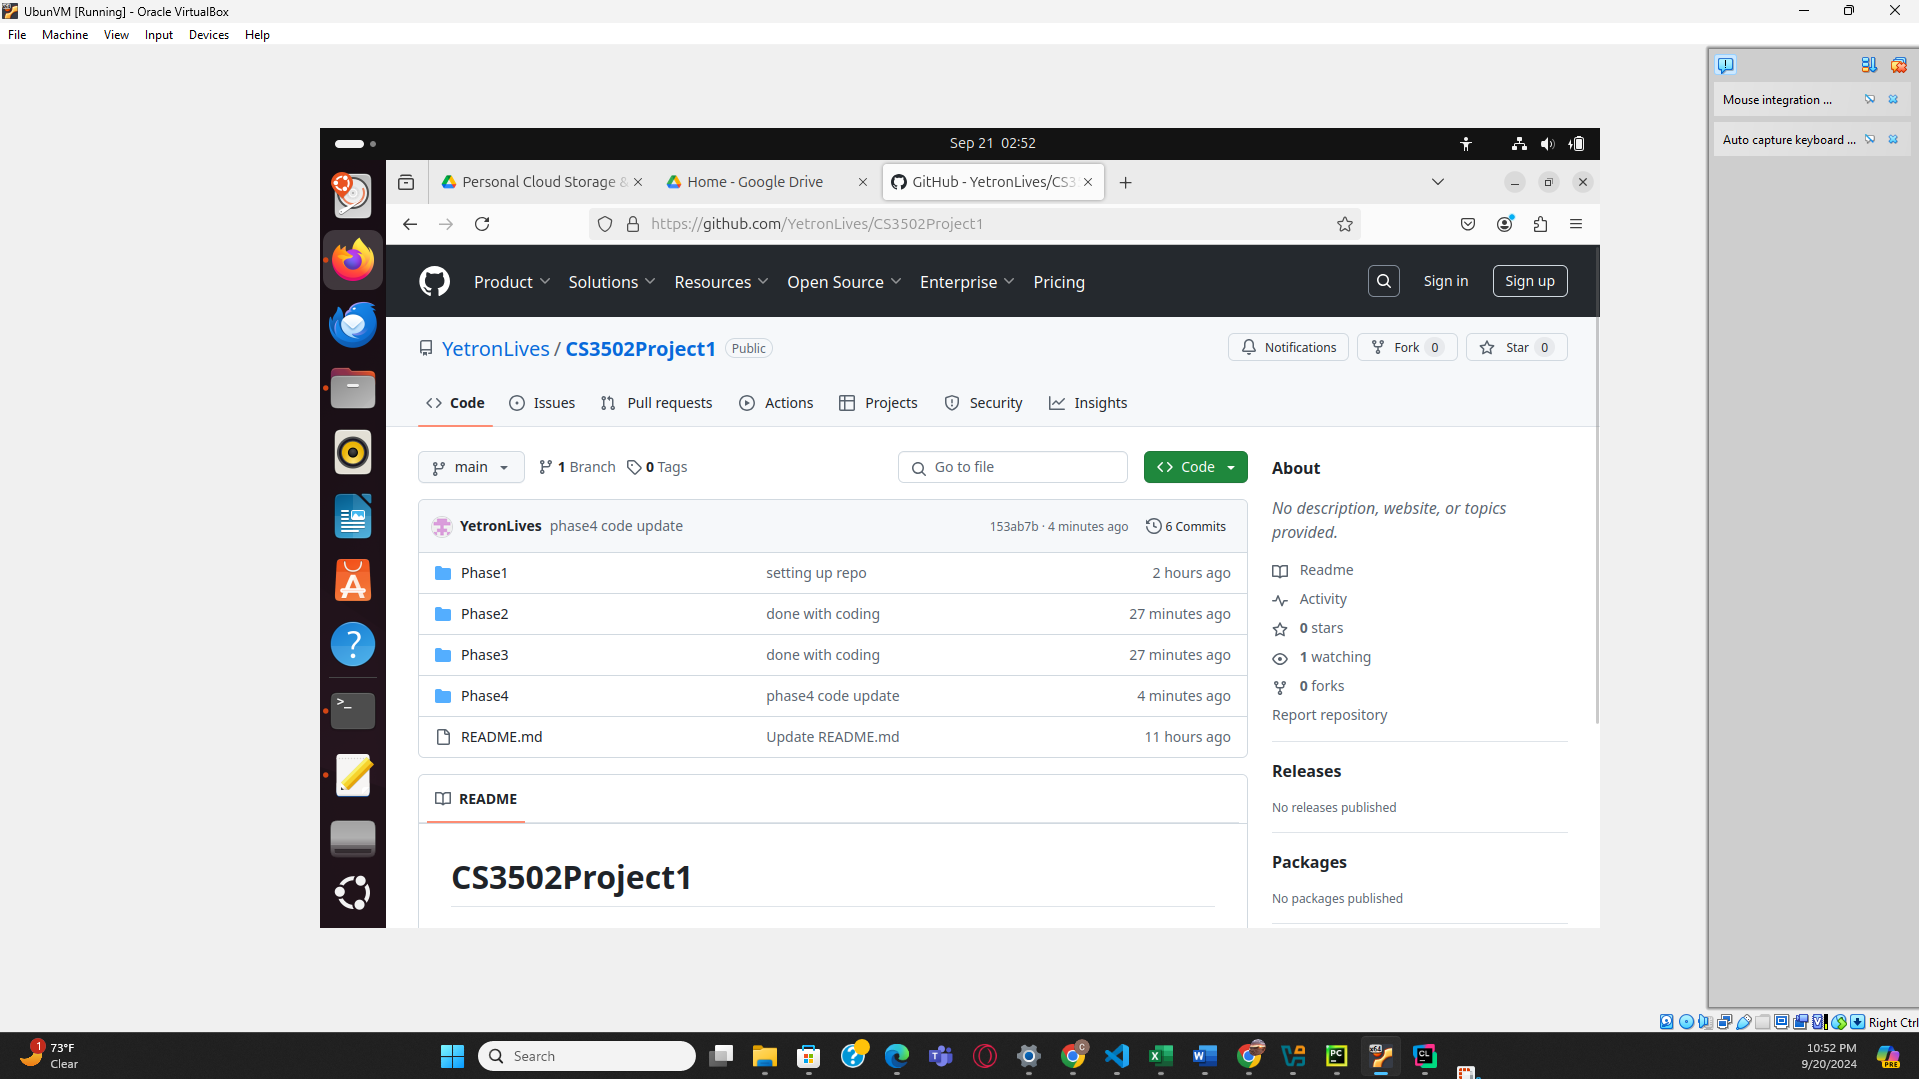 UbunVM [Running] - Oracle VirtualBox
File Machine View Input Devices Help
Mouse integration ...
Auto capture keyboard ...
Sep 21 02:52
Personal Cloud Storage &
Home - Google Drive
GitHub - YetronLives/CS3
https://github.com/YetronLives/CS3502Project1
Product Solutions Resources Open Source Enterprise Pricing
Sign in Sign up
YetronLives / CS3502Project1 Public
Notifications Fork 0 Star 0
Code Issues Pull requests Actions Projects Security Insights
main 1 Branch 0 Tags Go to file Code
YetronLives phase4 code update 153ab7b · 4 minutes ago 6 Commits
Phase1 setting up repo 2 hours ago
Phase2 done with coding 27 minutes ago
Phase3 done with coding 27 minutes ago
Phase4 phase4 code update 4 minutes ago
README.md Update README.md 11 hours ago
README
CS3502Project1
About
No description, website, or topics
provided.
Readme
Activity
0 stars
1 watching
0 forks
Report repository
Releases
No releases published
Packages
No packages published
Right Ctrl
1
73°F
Clear
Search
10:52 PM
9/20/2024